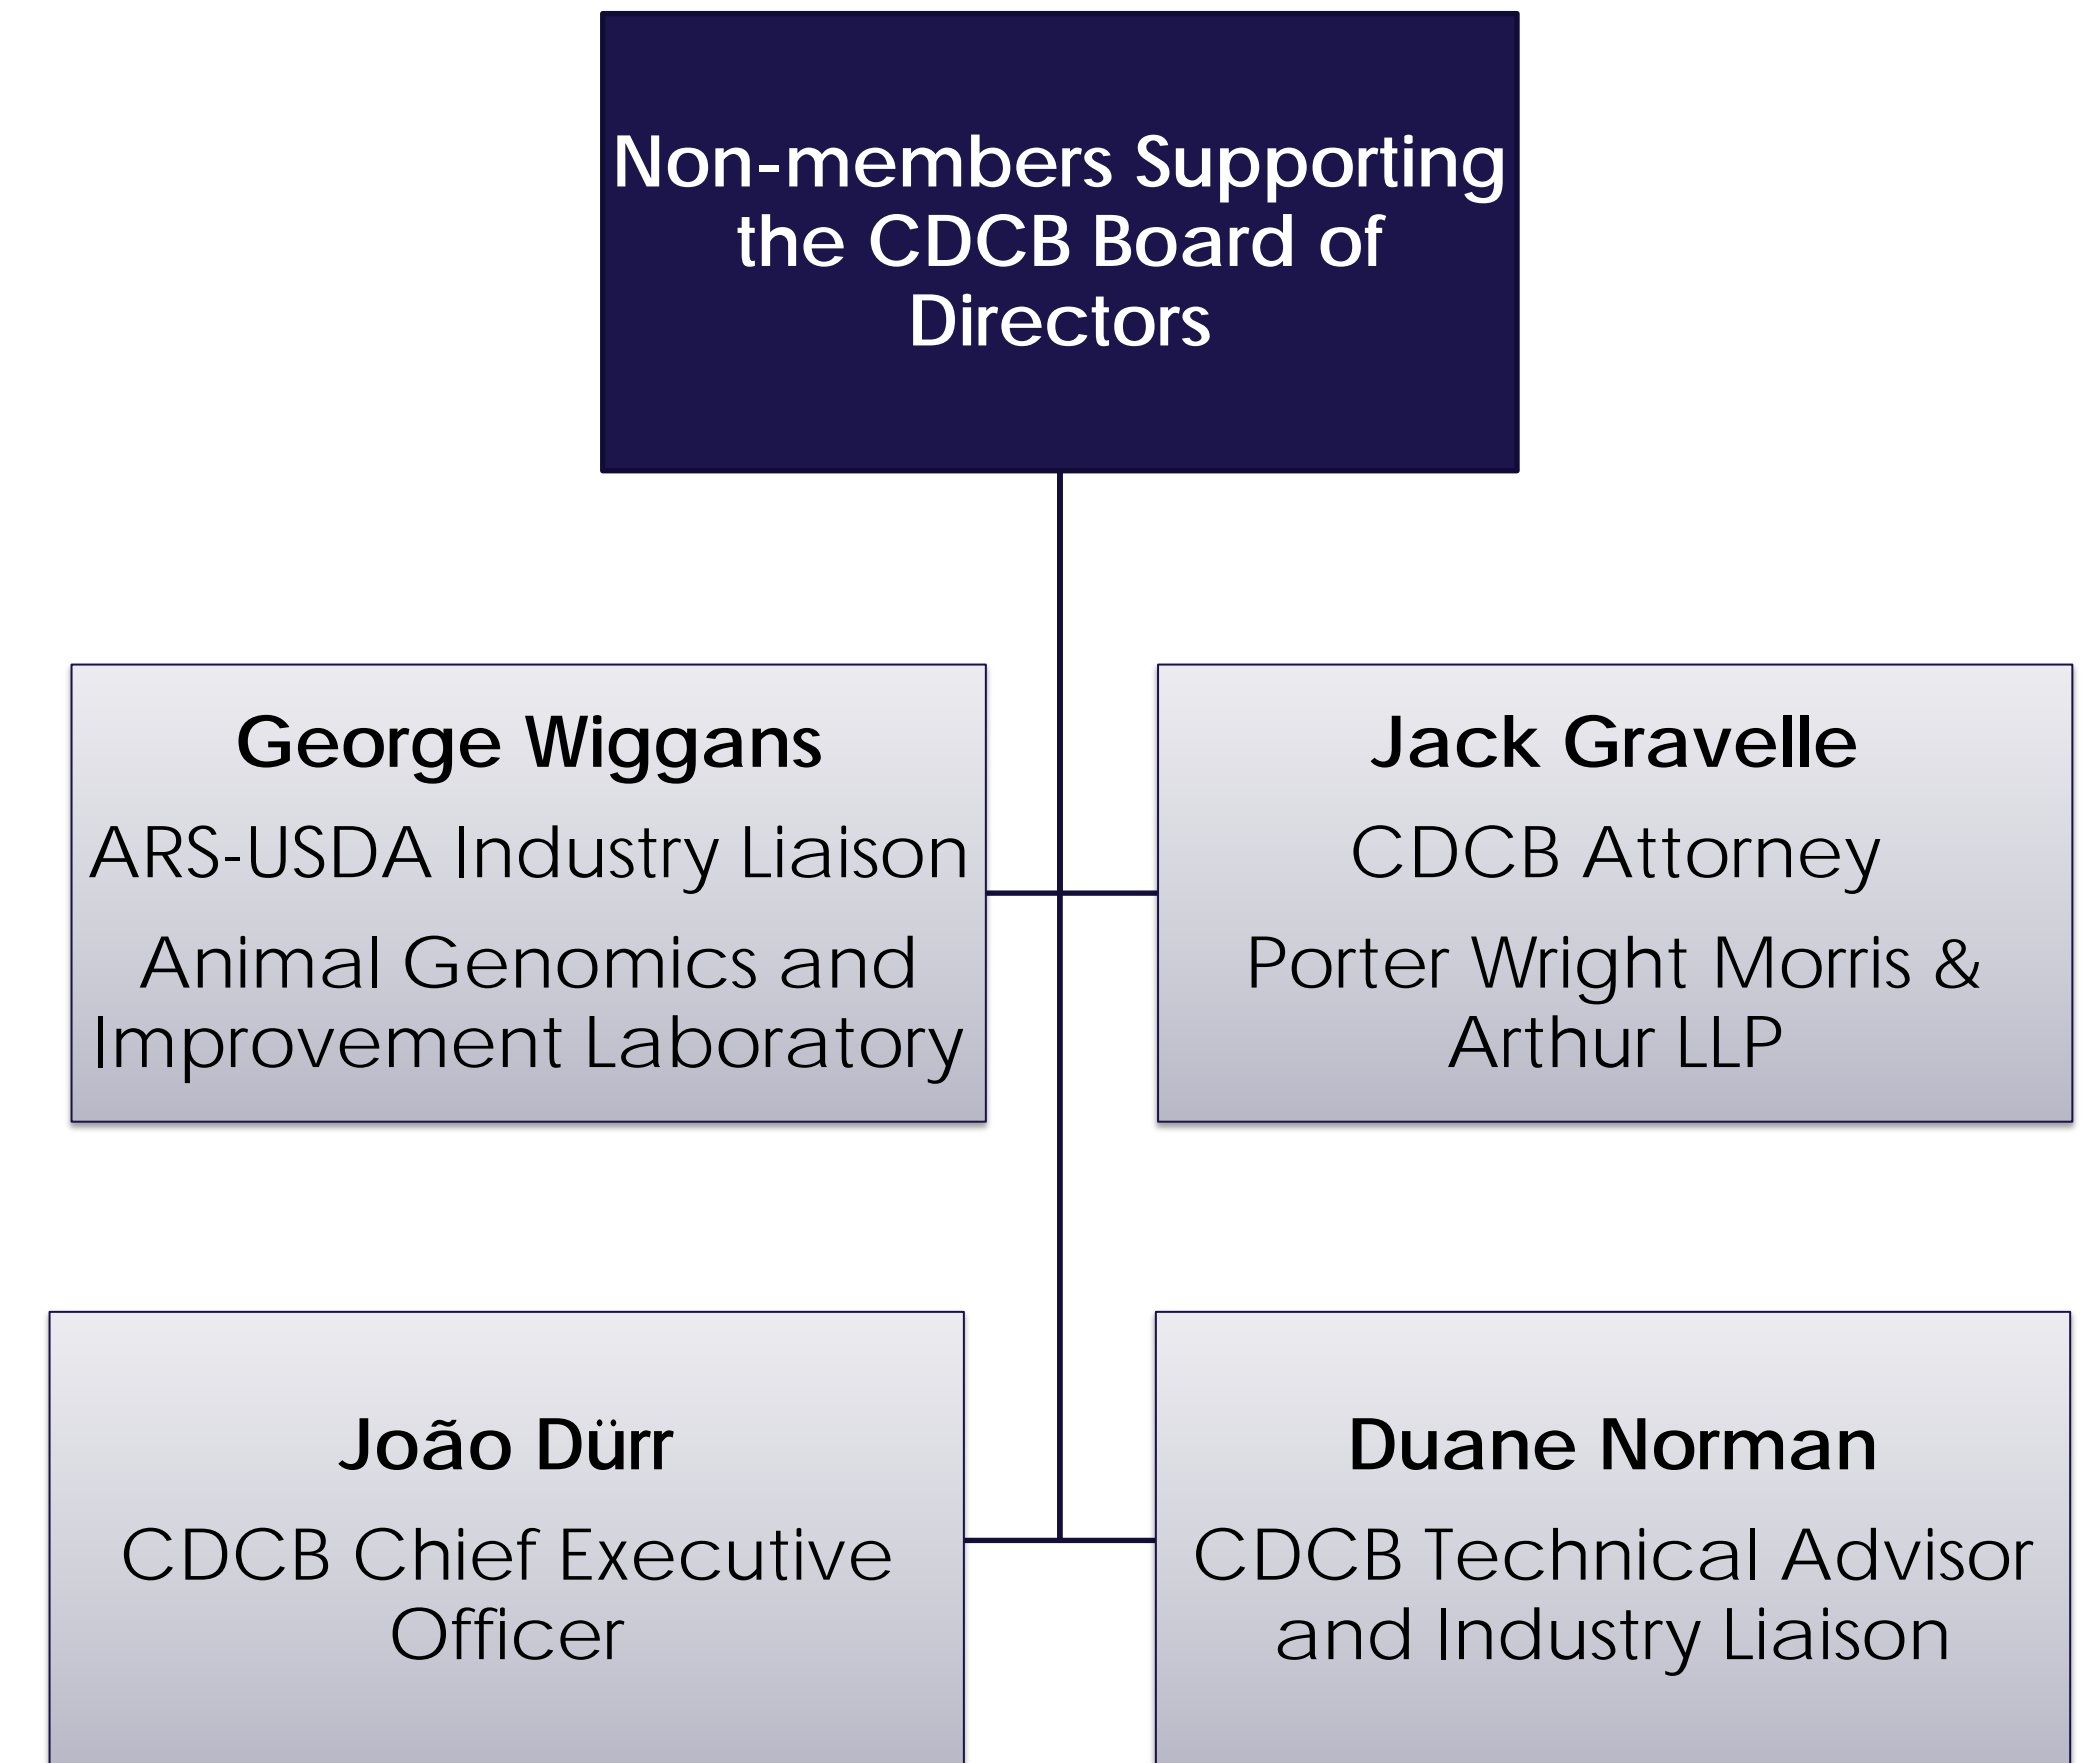 Non-members Supporting
the CDCB Board of
Directors
George Wiggans
ARS-USDA Industry Liaison
Animal Genomics and
Improvement Laboratory
Jack Gravelle
CDCB Attorney
Porter Wright Morris &
Arthur LLP
João Dürr
CDCB Chief Executive
Officer
Duane Norman
CDCB Technical Advisor
and Industry Liaison